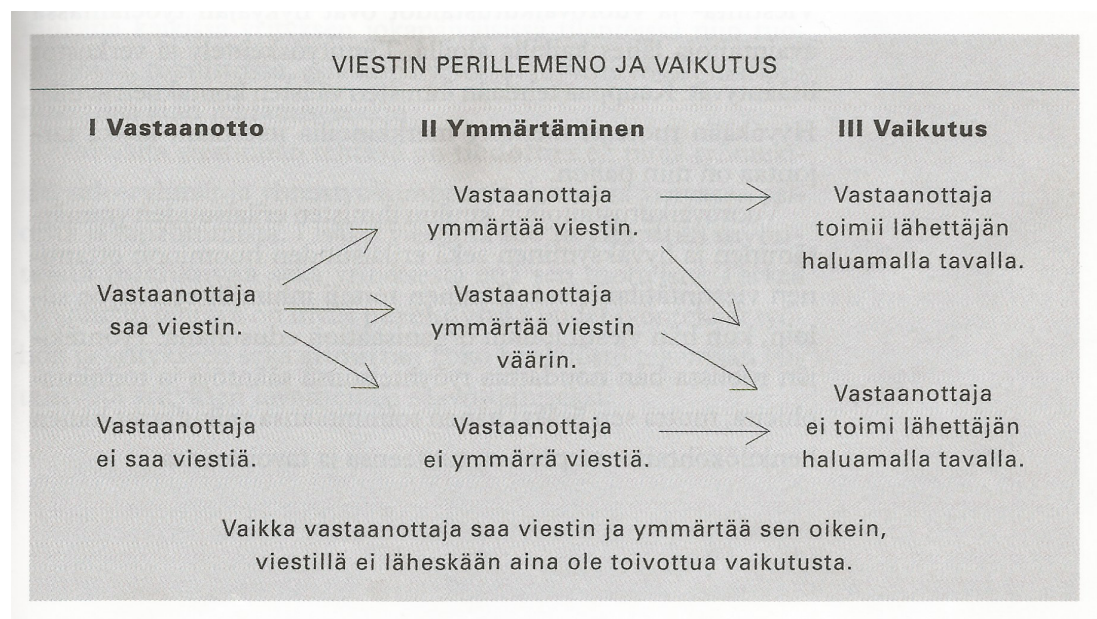 VIESTIN PERILLEMENO JA VAIKUTUS
I Vastaanotto
II Ymmärtäminen
III Vaikutus
Vastaanottaja
saa viestin.
Vastaanottaja
ei saa viestiä.
Vastaanottaja
ymmärtää viestin.
Vastaanottaja
ymmärtää viestin
väärin.
Vastaanottaja
ei ymmärrä viestiä.
Vastaanottaja
toimii lähettäjän
haluamalla tavalla.
Vastaanottaja
ei toimi lähettäjän
haluamalla tavalla.
Vaikka vastaanottaja saa viestin ja ymmärtää sen oikein,
viestillä ei läheskään aina ole toivottua vaikutusta.